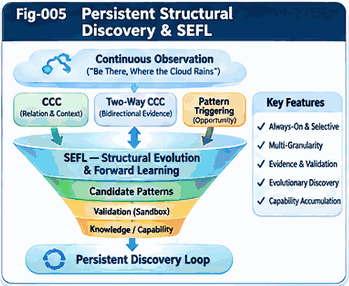 Fig-005 Persistent Structural
Discovery & SEFL
Continuous Observation
("Be There, Where the Cloud Rains")
CCC
(Relation & Context)
Two-Way CCC
(Bidirectional Evidence)
Pattern
Triggering
(Opportunity)
SEFL — Structural Evolution
& Forward Learning
Candidate Patterns
Validation (Sandbox)
Knowledge / Capability
Persistent Discovery Loop
Key Features
✓ Always-On & Selective
✓ Multi-Granularity
✓ Evidence & Validation
✓ Evolutionary Discovery
✓ Capability Accumulation